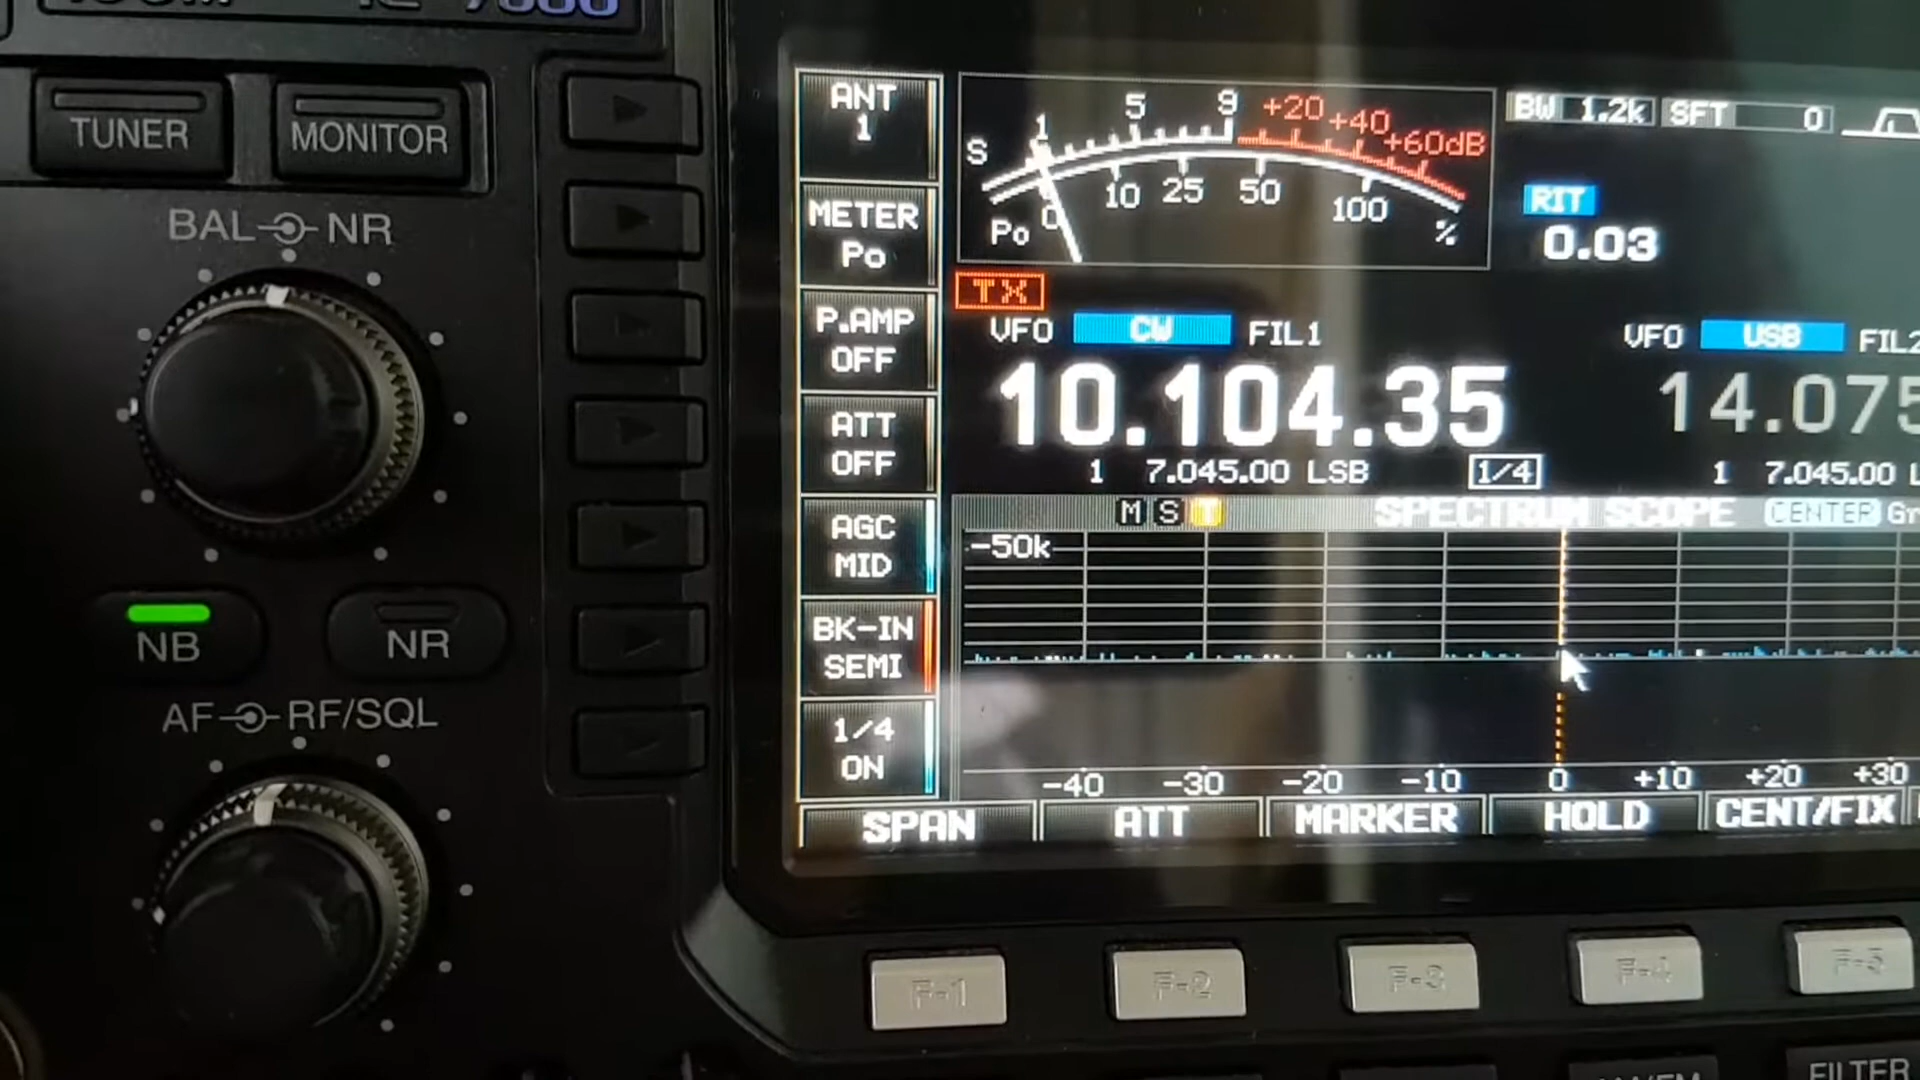 TUNER
MONITOR
BAL NR
NB
NR
AF RF/SQL
ANT
1
METER
Po
P.AMP
OFF
ATT
OFF
AGC
MID
BK-IN
SEMI
1/4
ON
S 1 5 9 +20 +40 +60dB
Po 0 10 25 50 100 %
BW 1.2k SFT 0
RIT
0.03
TX
VFO CW FIL1
10.104.35
1 7.045.00 LSB 1/4
VFO USB FIL2
14.075
1 7.045.00 L
M S T SPECTRUM SCOPE CENTER Gr
-50k
-40 -30 -20 -10 0 +10 +20 +30
SPAN ATT MARKER HOLD CENT/FIX
F-1 F-2 F-3 F-4 F-5
FILTER